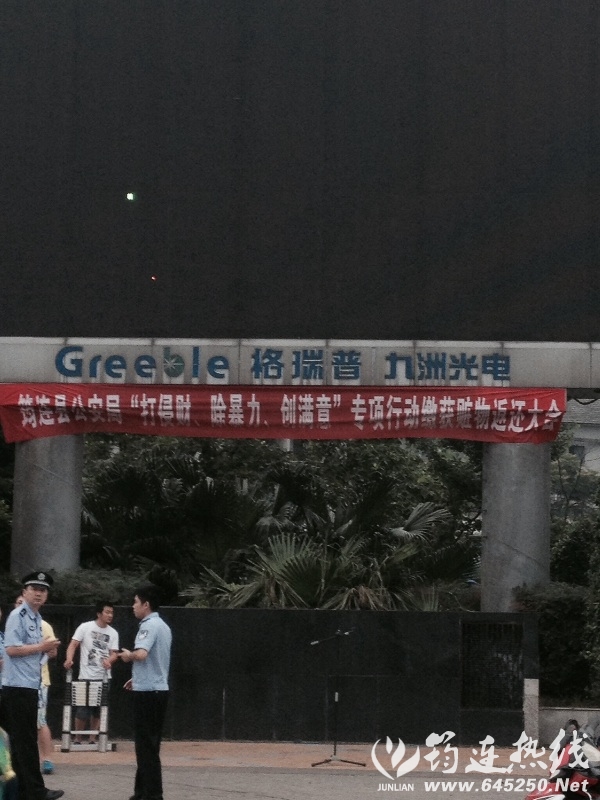 Greeble 格瑞普 九洲光电
筠连县公安局“打侵财、除暴力、创满意”专项行动缴获赃物返还大会
筠连热线
JUNLIAN www.645250.Net